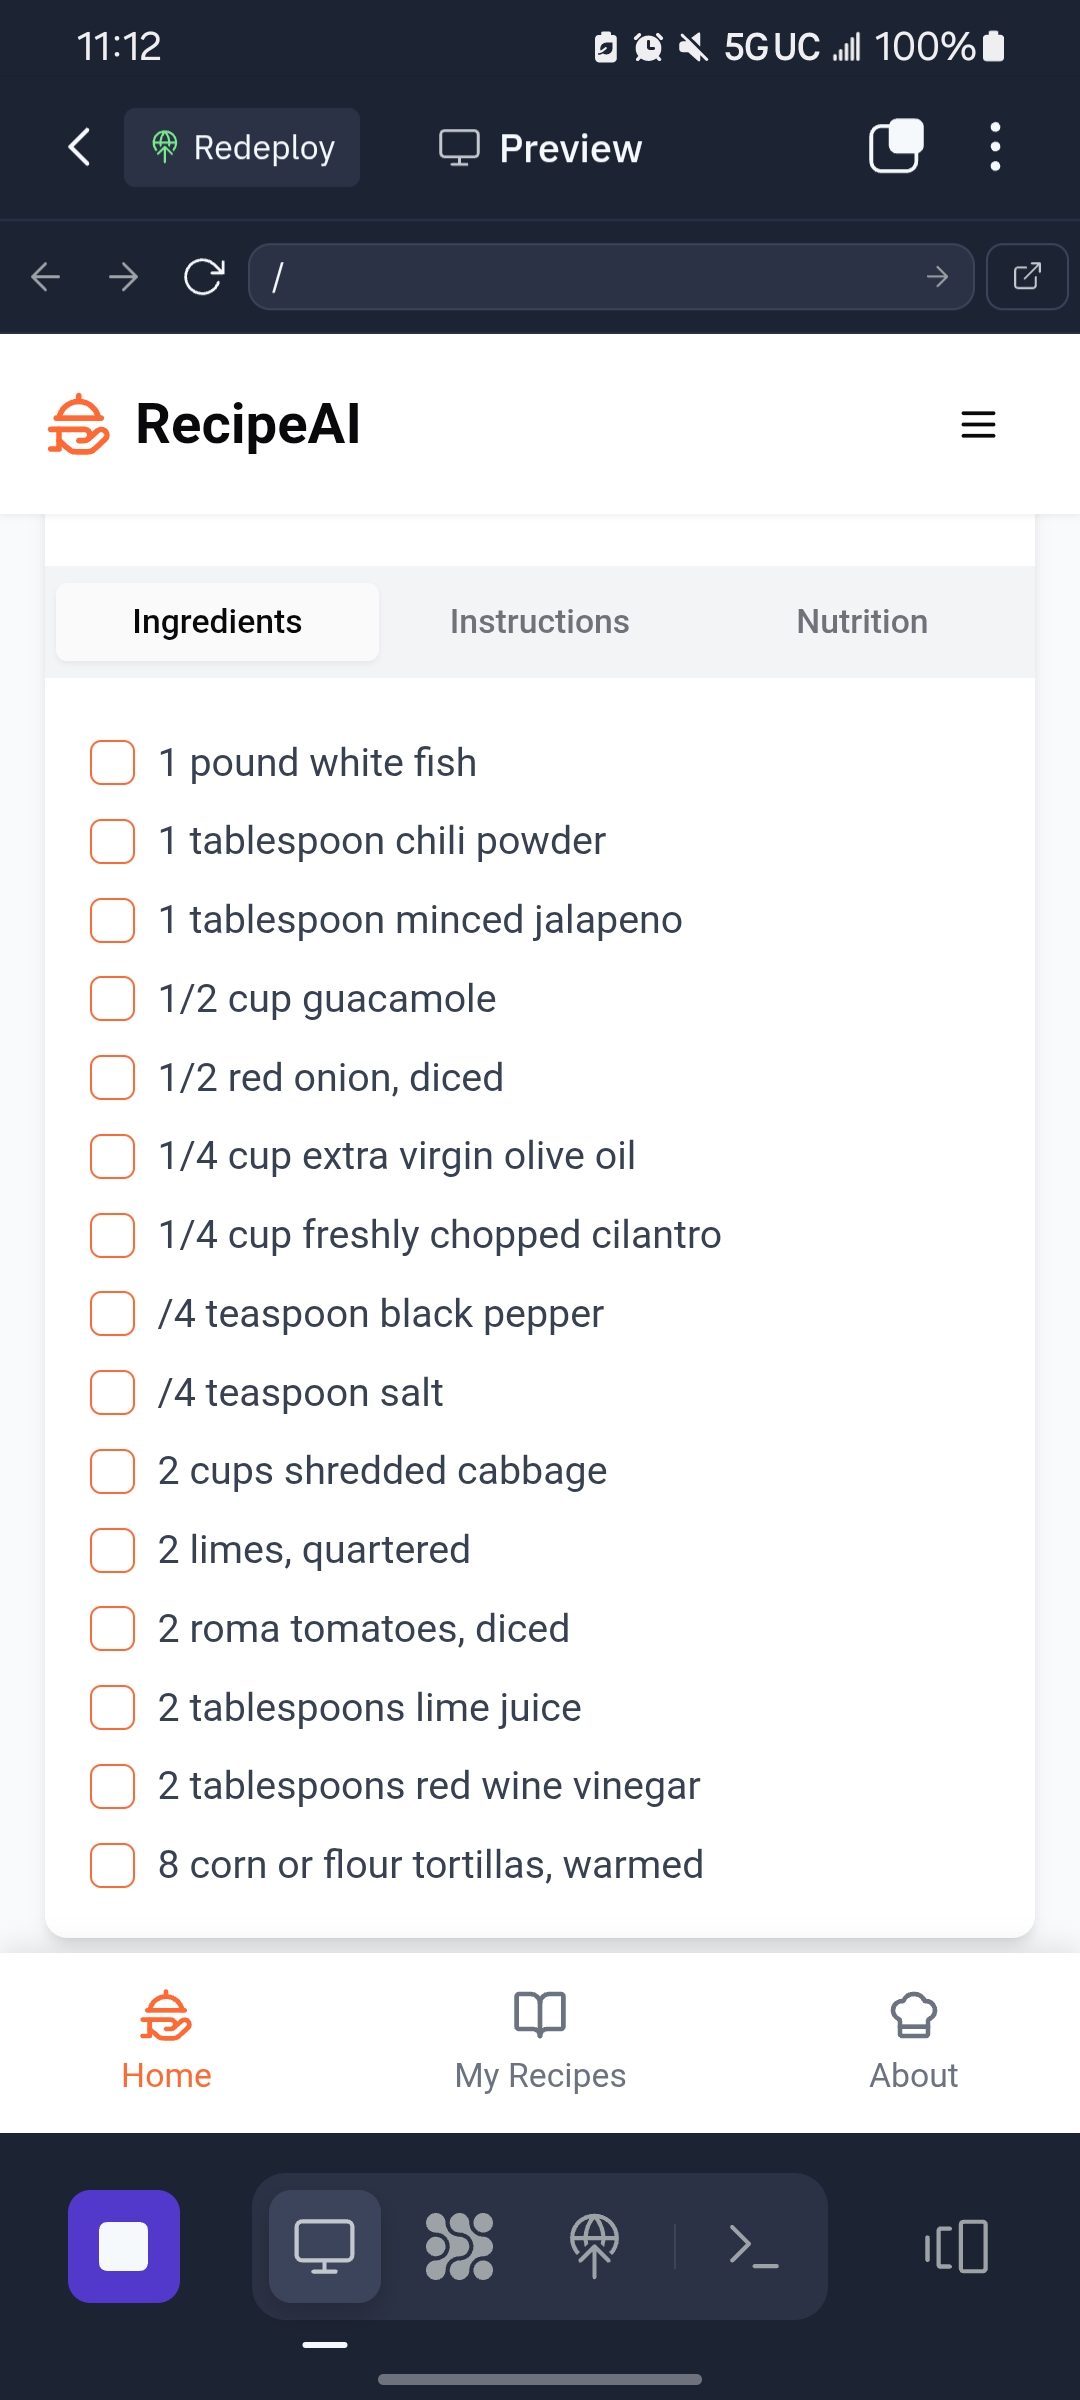 11:12
5G UC 100%
Redeploy
Preview
/
RecipeAI
Ingredients Instructions Nutrition
1 pound white fish
1 tablespoon chili powder
1 tablespoon minced jalapeno
1/2 cup guacamole
1/2 red onion, diced
1/4 cup extra virgin olive oil
1/4 cup freshly chopped cilantro
/4 teaspoon black pepper
/4 teaspoon salt
2 cups shredded cabbage
2 limes, quartered
2 roma tomatoes, diced
2 tablespoons lime juice
2 tablespoons red wine vinegar
8 corn or flour tortillas, warmed
Home My Recipes About